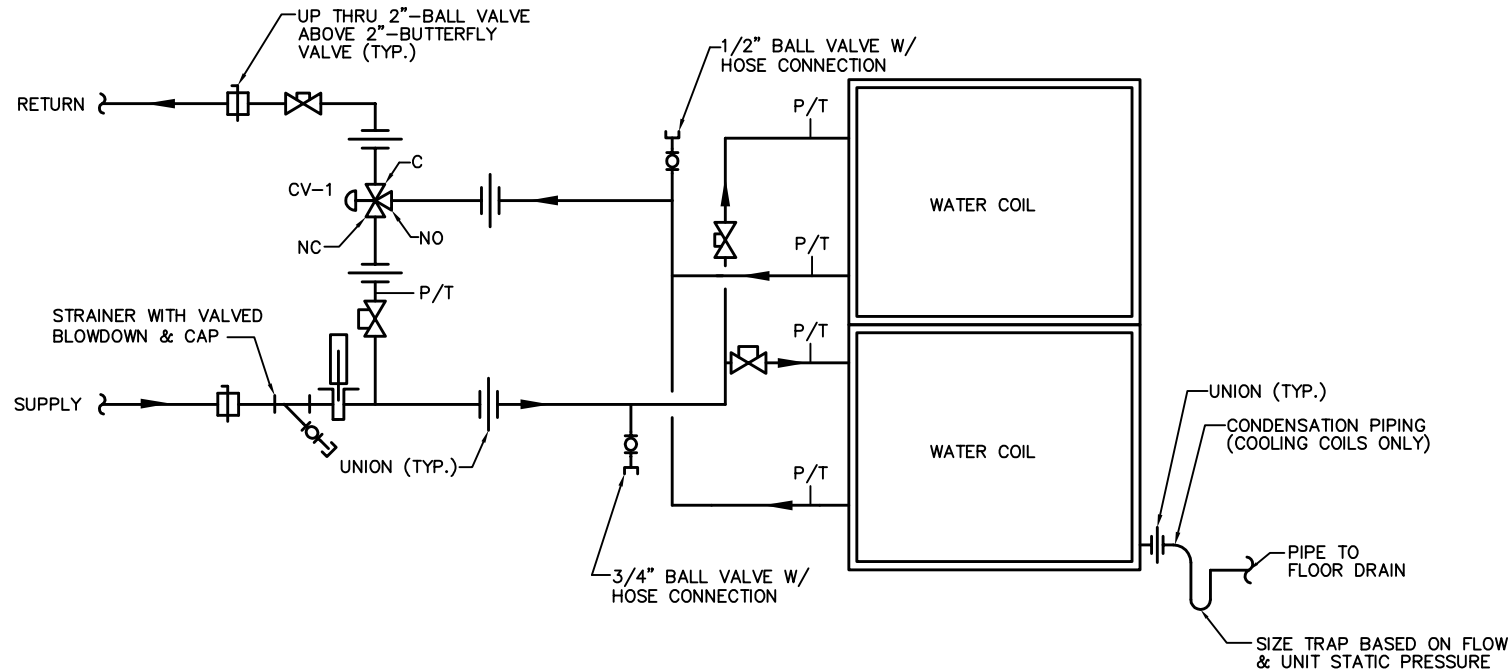 UP THRU 2"-BALL VALVE
ABOVE 2"-BUTTERFLY
VALVE (TYP.)
1/2" BALL VALVE W/
HOSE CONNECTION
RETURN
P/T
C
CV-1
WATER COIL
NC
NO
P/T
P/T
STRAINER WITH VALVED
BLOWDOWN & CAP
P/T
SUPPLY
UNION (TYP.)
UNION (TYP.)
CONDENSATION PIPING
(COOLING COILS ONLY)
WATER COIL
P/T
3/4" BALL VALVE W/
HOSE CONNECTION
PIPE TO
FLOOR DRAIN
SIZE TRAP BASED ON FLOW
& UNIT STATIC PRESSURE